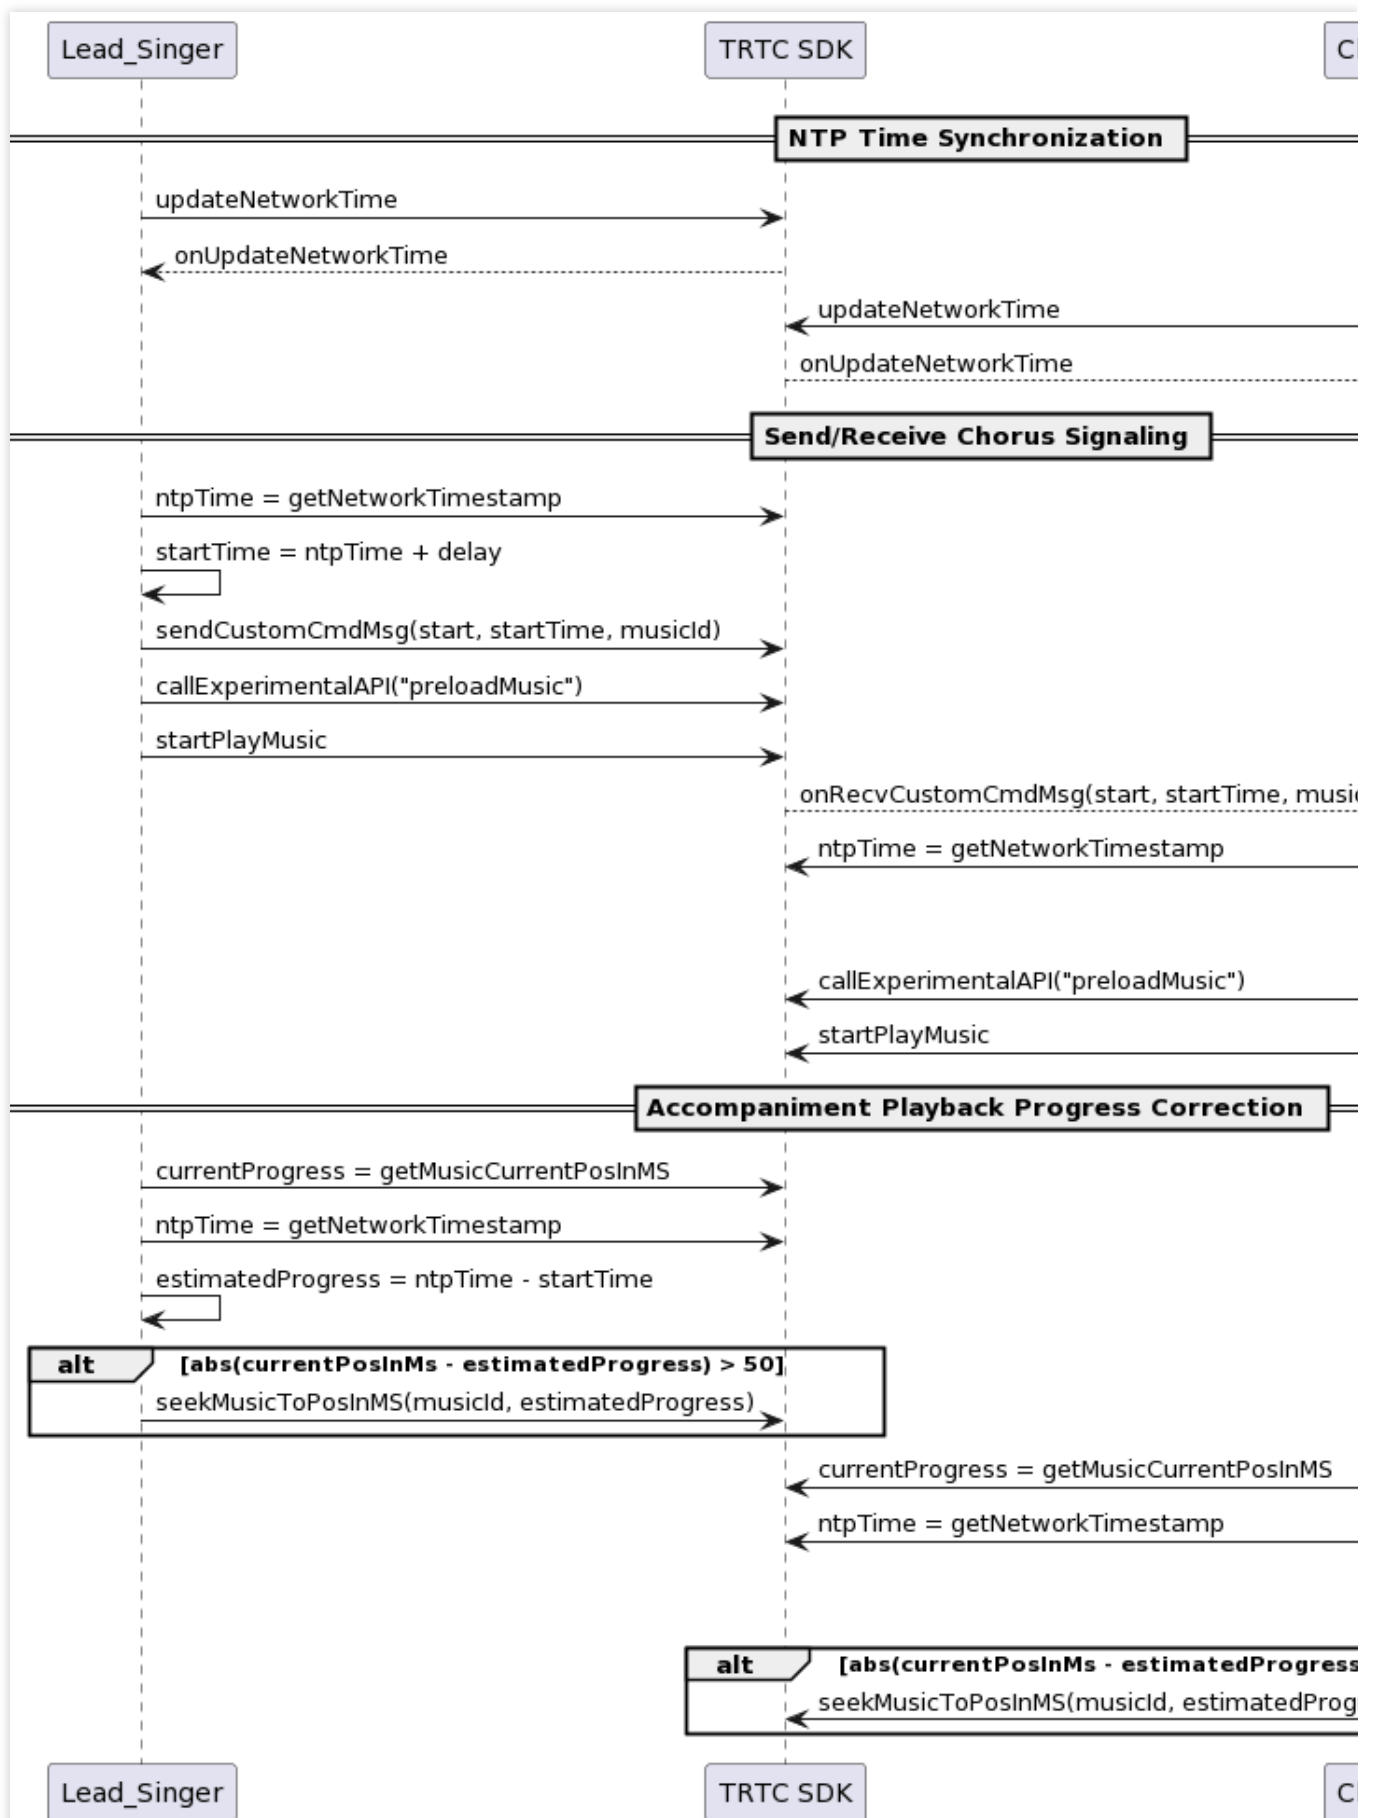 Lead_Singer TRTC SDK C
NTP Time Synchronization
updateNetworkTime
onUpdateNetworkTime
updateNetworkTime
onUpdateNetworkTime
Send/Receive Chorus Signaling
ntpTime = getNetworkTimestamp
startTime = ntpTime + delay
sendCustomCmdMsg(start, startTime, musicId)
callExperimentalAPI("preloadMusic")
startPlayMusic
onRecvCustomCmdMsg(start, startTime, music
ntpTime = getNetworkTimestamp
callExperimentalAPI("preloadMusic")
startPlayMusic
Accompaniment Playback Progress Correction
currentProgress = getMusicCurrentPosInMS
ntpTime = getNetworkTimestamp
estimatedProgress = ntpTime - startTime
alt [abs(currentPosInMs - estimatedProgress) > 50]
seekMusicToPosInMS(musicId, estimatedProgress)
currentProgress = getMusicCurrentPosInMS
ntpTime = getNetworkTimestamp
alt [abs(currentPosInMs - estimatedProgress
seekMusicToPosInMS(musicId, estimatedProg
Lead_Singer TRTC SDK C